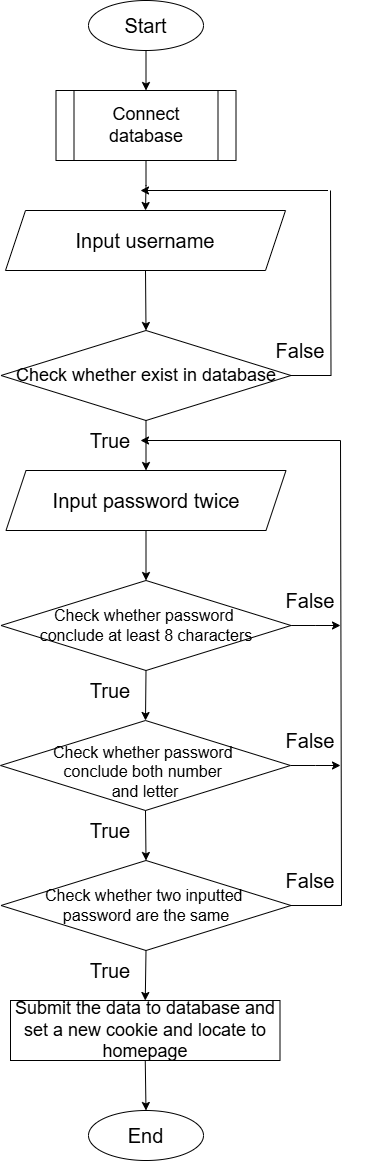 Start
Connect
database
Input username
False
Check whether exist in database
True
Input password twice
False
Check whether password
conclude at least 8 characters
True
False
Check whether password
conclude both number
and letter
True
False
Check whether two inputted
password are the same
True
Submit the data to database and
set a new cookie and locate to
homepage
End